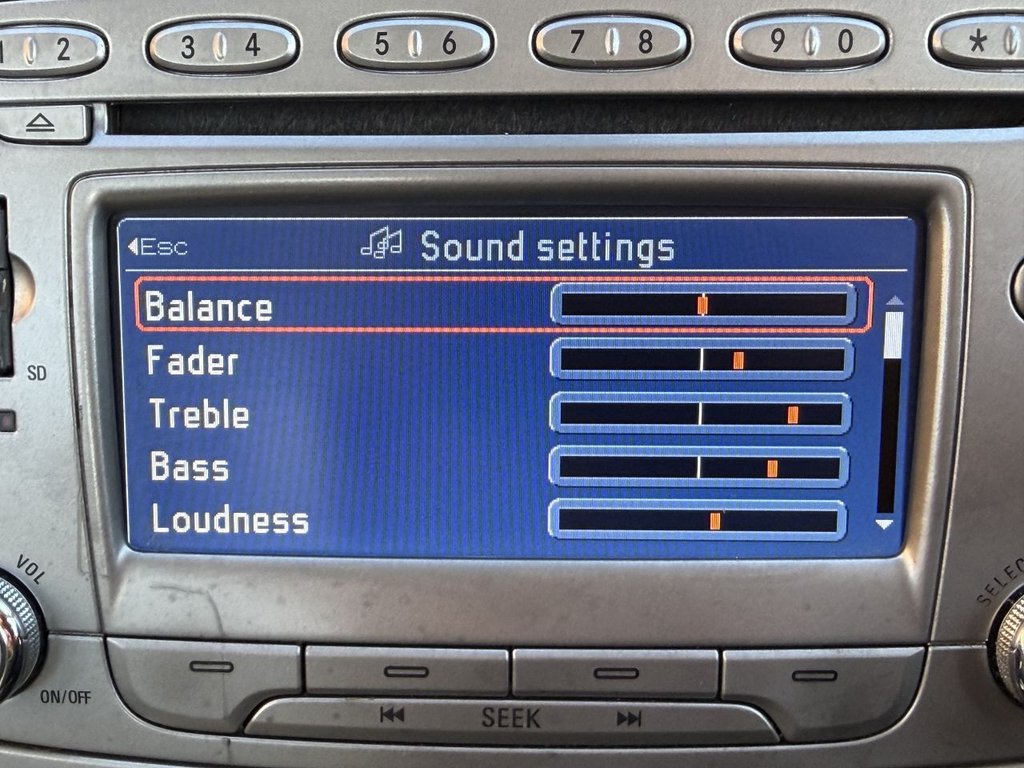 1 2 3 4 5 6 7 8 9 0 *
Esc Sound settings
Balance
Fader
SD
Treble
Bass
Loudness
VOL
SELEC
ON/OFF
SEEK